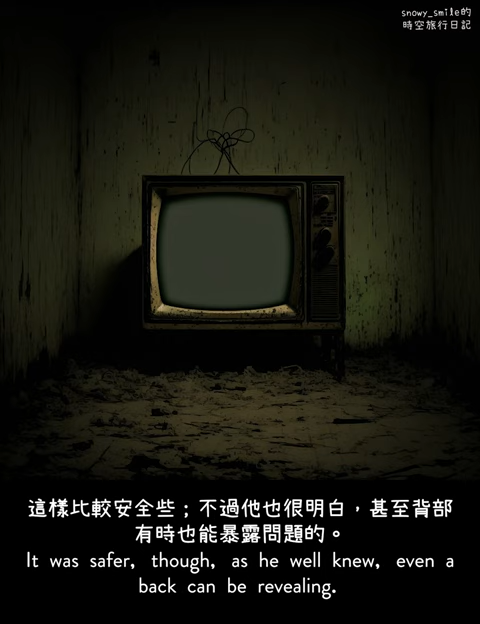 snowy_smile的
時空旅行日記
這樣比較安全些；不過他也很明白，甚至背部
有時也能暴露問題的。
It was safer, though, as he well knew, even a
back can be revealing.